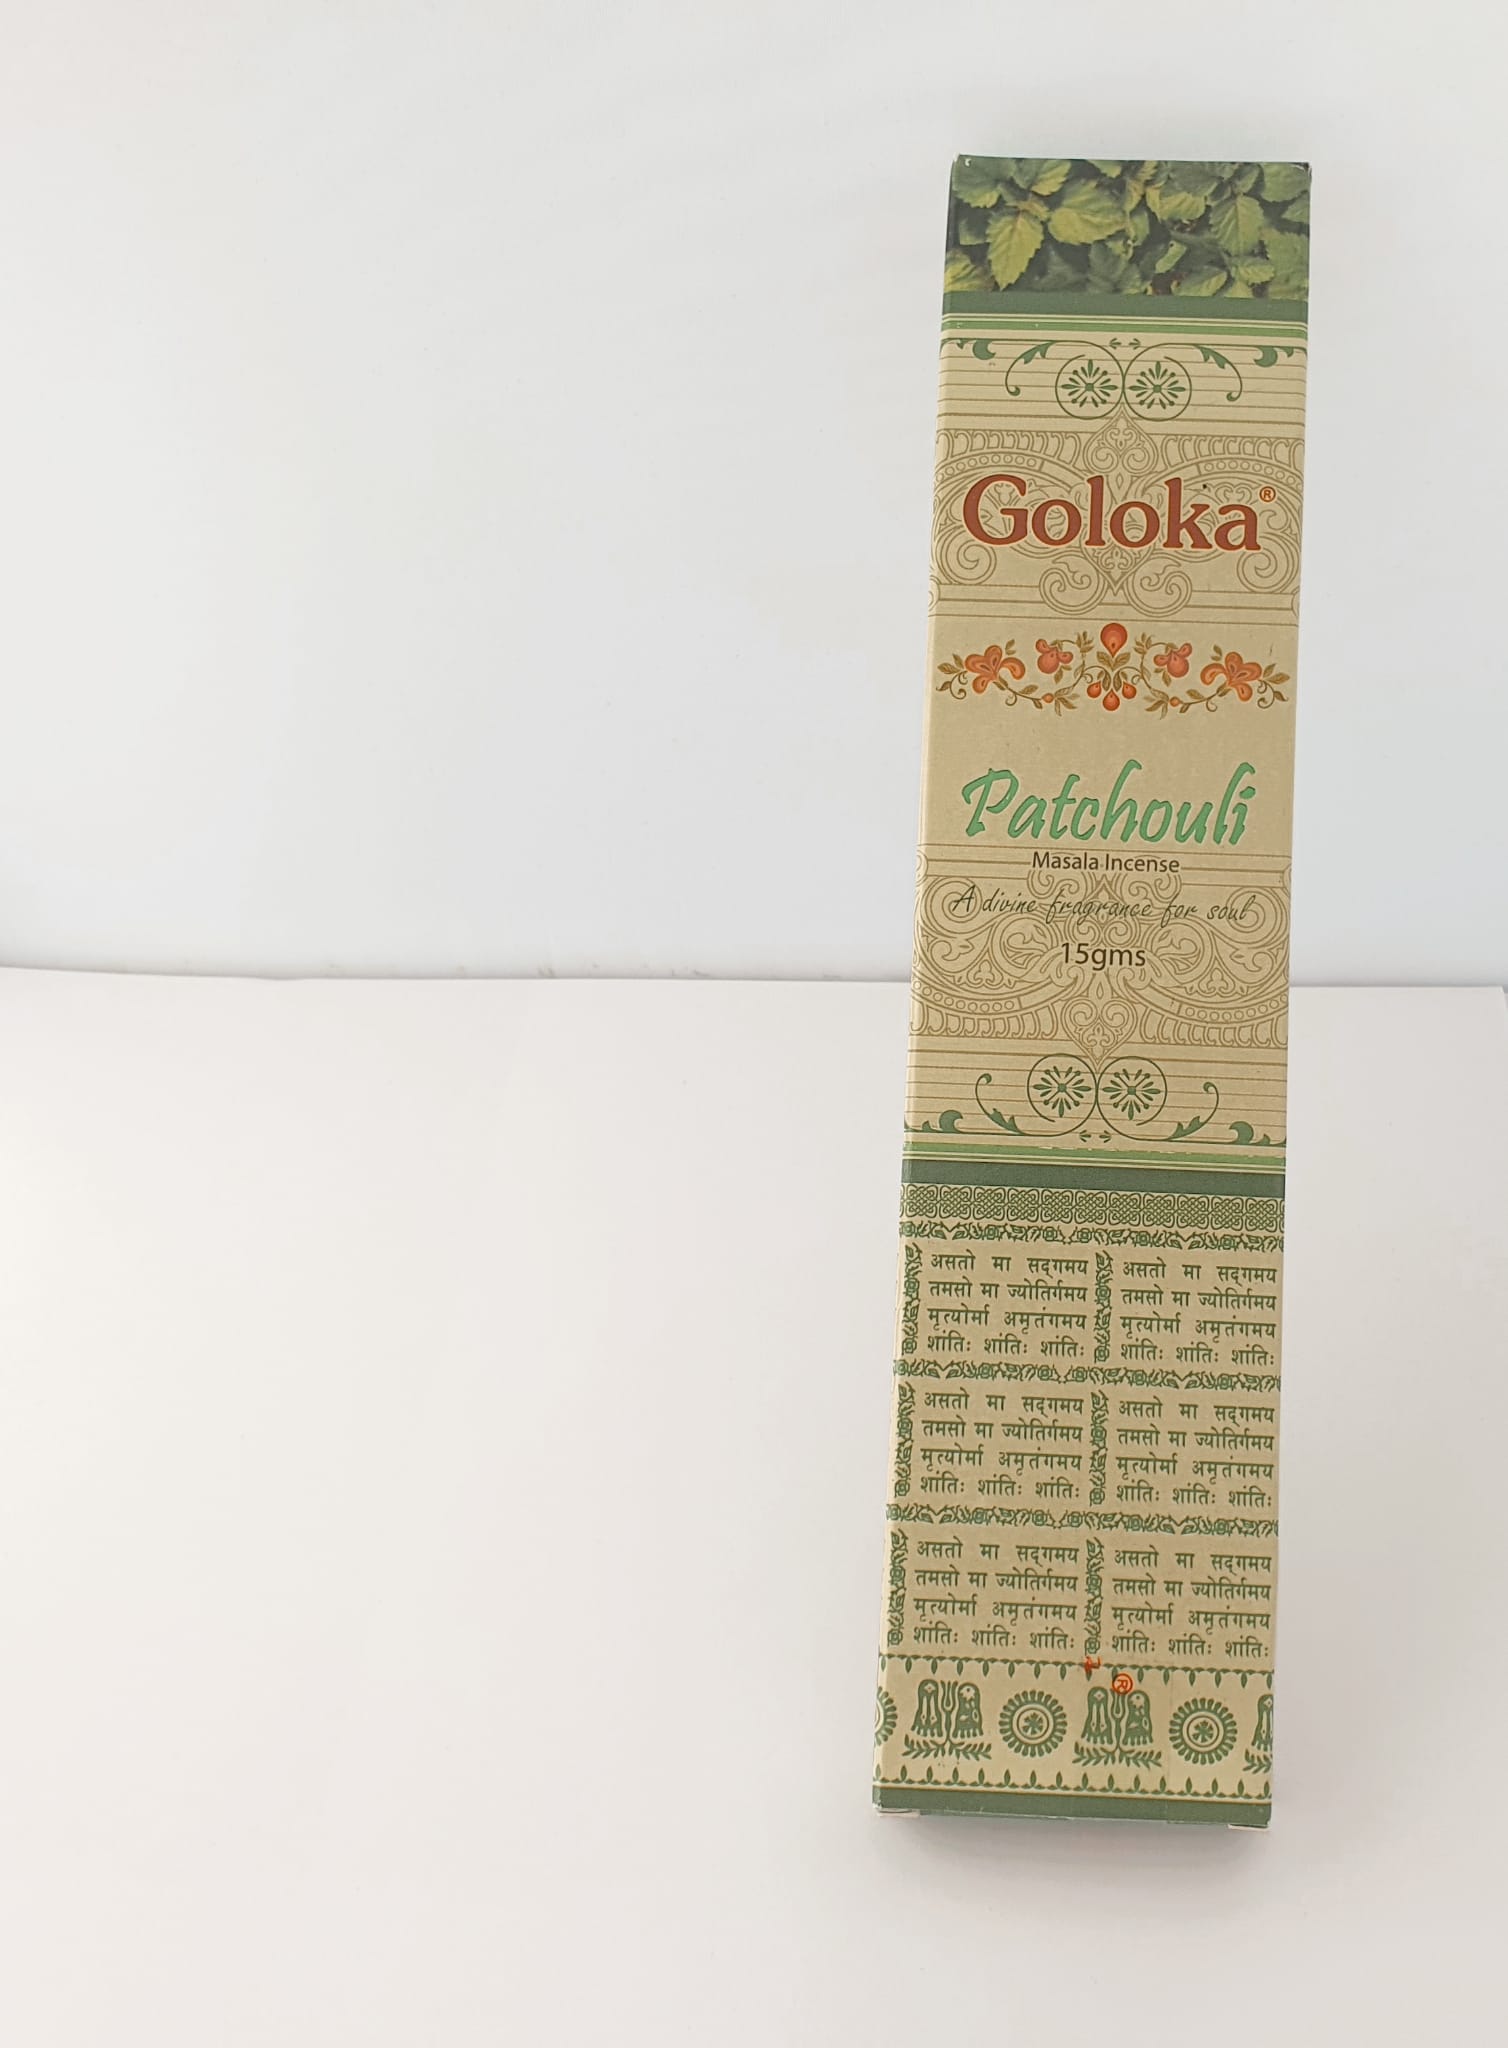 Goloka®
Patchouli
Masala Incense
A divine fragrance for soul
15gms
असतो मा सद्गमय
तमसो मा ज्योतिर्गमय
मृत्योर्मा अमृतंगमय
शांतिः शांतिः शांतिः
असतो मा सद्गमय
तमसो मा ज्योतिर्गमय
मृत्योर्मा अमृतंगमय
शांतिः शांतिः शांतिः
असतो मा सद्गमय
तमसो मा ज्योतिर्गमय
मृत्योर्मा अमृतंगमय
शांतिः शांतिः शांतिः
असतो मा सद्गमय
तमसो मा ज्योतिर्गमय
मृत्योर्मा अमृतंगमय
शांतिः शांतिः शांतिः
असतो मा सद्गमय
तमसो मा ज्योतिर्गमय
मृत्योर्मा अमृतंगमय
शांतिः शांतिः शांतिः
असतो मा सद्गमय
तमसो मा ज्योतिर्गमय
मृत्योर्मा अमृतंगमय
शांतिः शांतिः शांतिः
®